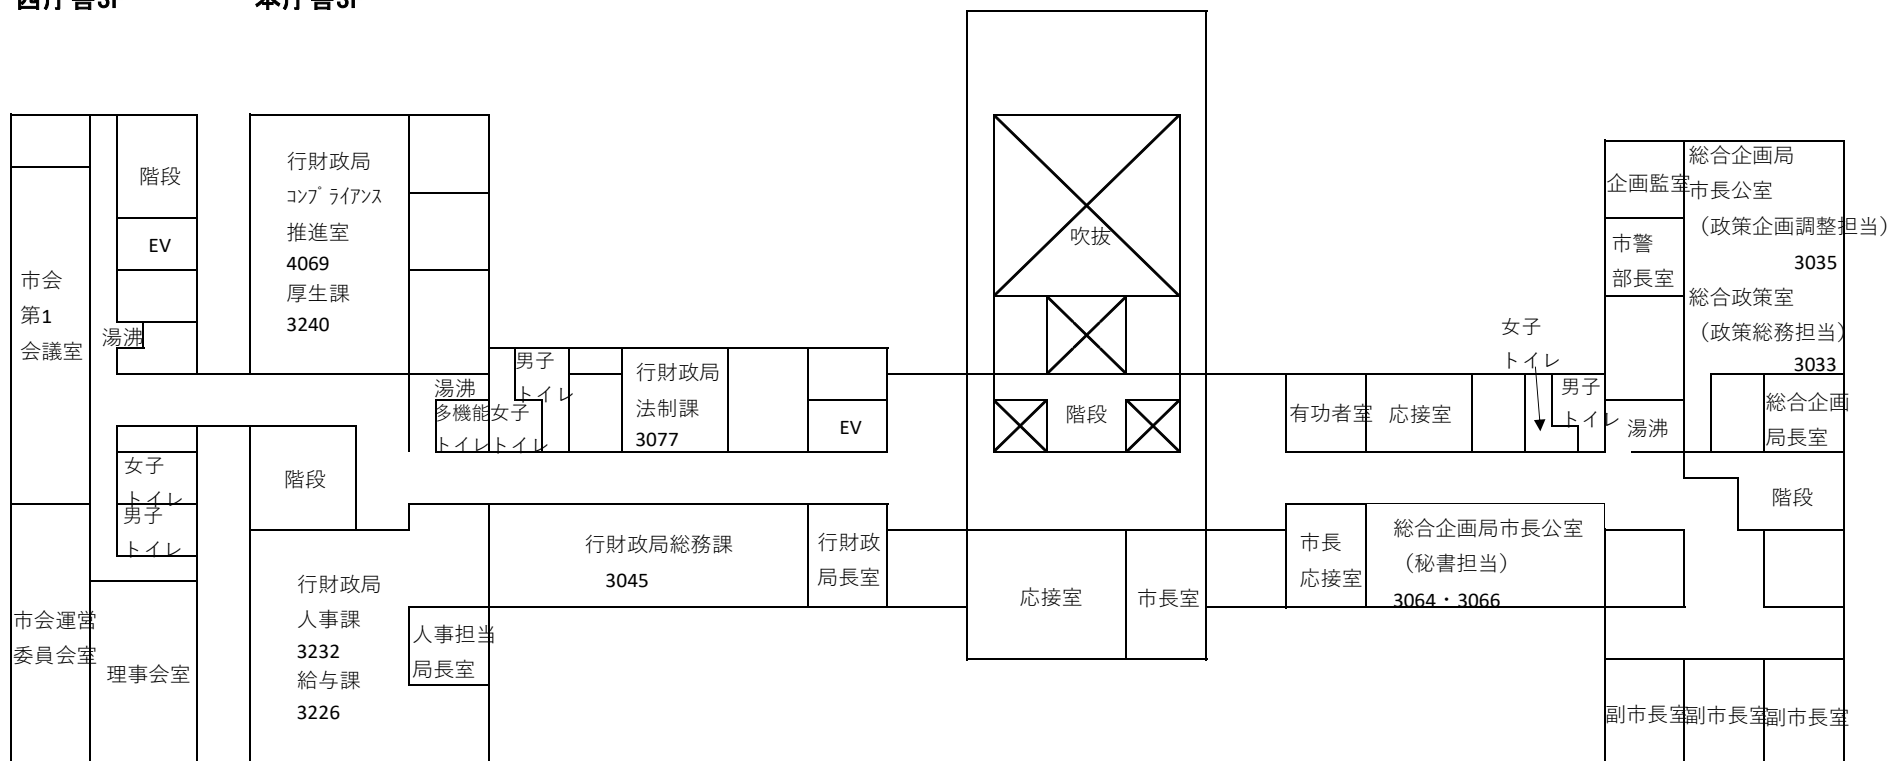 西庁舎3F
本庁舎3F
階段
EV
市会
第1
会議室
湯沸
女子
トイレ
男子
トイレ
市会運営
委員会室
理事会室
行財政局
コンプライアンス
推進室
4069
厚生課
3240
階段
行財政局
人事課
3232
給与課
3226
人事担当
局長室
湯沸
多機能
トイレ
女子
トイレ
男子
トイレ
行財政局
法制課
3077
EV
行財政局総務課
3045
行財政
局長室
吹抜
階段
応接室
市長室
有功者室
応接室
女子
トイレ
男子
トイレ
湯沸
市長
応接室
総合企画局市長公室
（秘書担当）
3064・3066
企画監室
市警
部長室
総合企画局
市長公室
（政策企画調整担当）
3035
総合政策室
（政策総務担当）
3033
総合企画
局長室
階段
副市長室
副市長室
副市長室